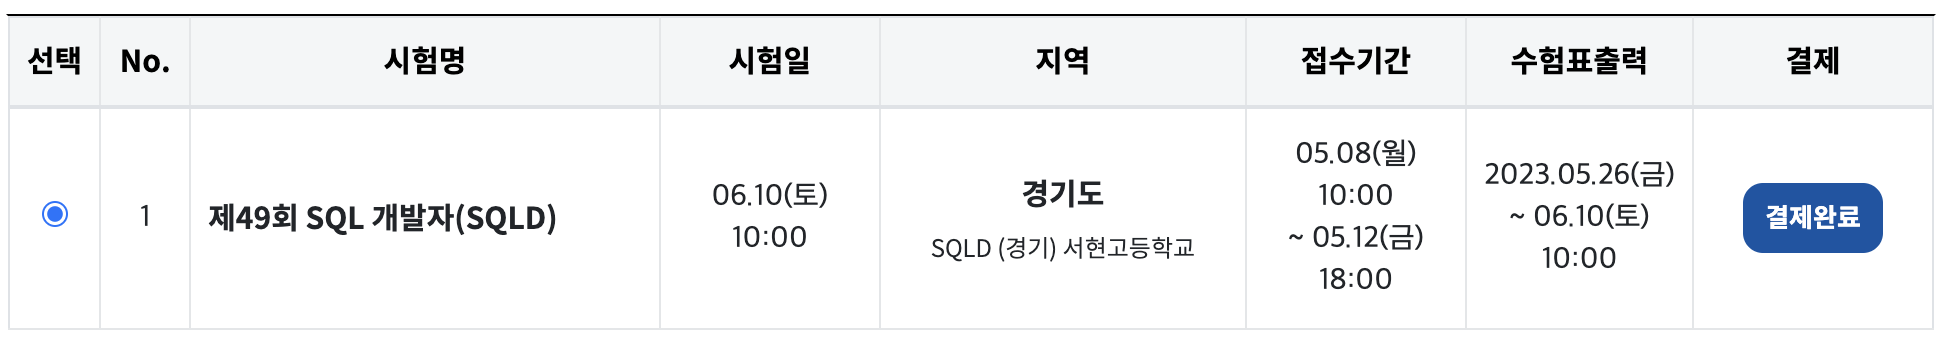 선택 No. 시험명 시험일 지역 접수기간 수험표출력 결제
1
제49회 SQL 개발자(SQLD)
06.10(토)
10:00
경기도
SQLD (경기) 서현고등학교
05.08(월)
10:00
~ 05.12(금)
18:00
2023.05.26(금)
~ 06.10(토)
10:00
결제완료